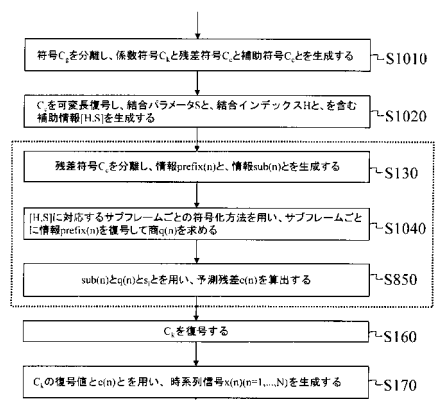 符号C_gを分離し、係数符号C_kと残差符号C_eと補助符号C_cとを生成する
S1010
C_cを可変長復号し、結合パラメータSと、結合インデックスHと、を含む
補助情報[H,S]を生成する
S1020
残差符号C_eを分離し、情報prefix(n)と、情報sub(n)とを生成する
S130
[H,S]に対応するサブフレームごとの符号化方法を用い、サブフレームごと
に情報prefix(n)を復号して商q(n)を求める
S1040
sub(n)とq(n)とs_iとを用い、予測残差e(n)を算出する
S850
C_kを復号する
S160
C_kの復号値とe(n)とを用い、時系列信号x(n)(n=1,...,N)を生成する
S170